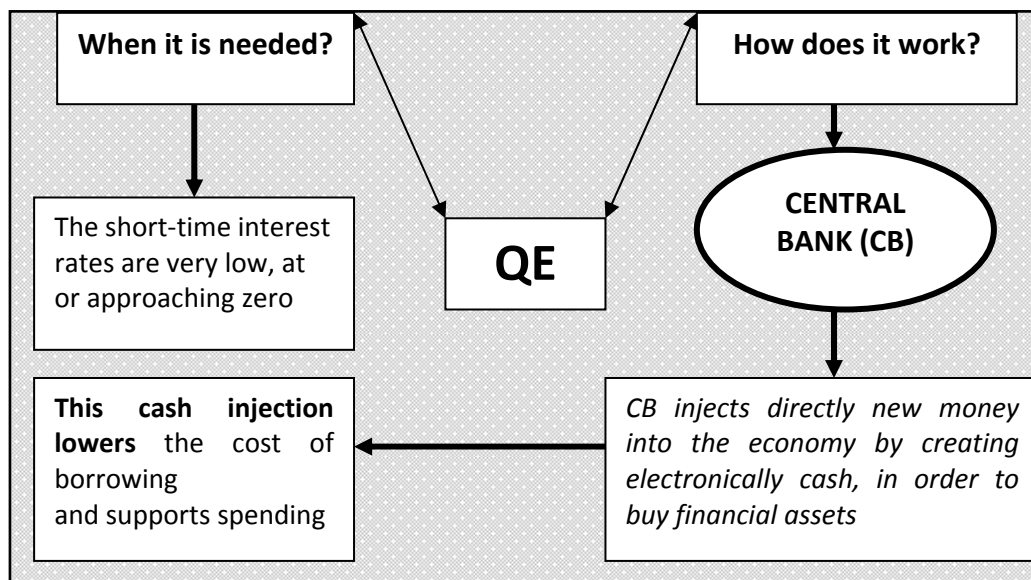 When it is needed?
How does it work?
The short-time interest
rates are very low, at
or approaching zero
QE
CENTRAL
BANK (CB)
This cash injection
lowers the cost of
borrowing
and supports spending
CB injects directly new money
into the economy by creating
electronically cash, in order to
buy financial assets